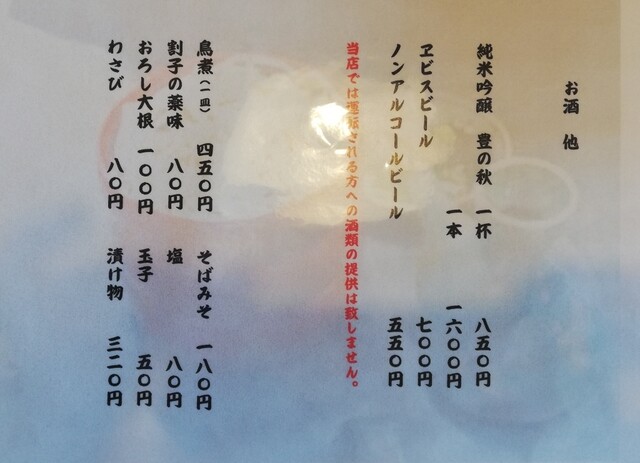 お酒 他
純米吟醸 豊の秋 一杯 八五〇円
一本 一六〇〇円
ヱビスビール 七〇〇円
ノンアルコールビール 五五〇円
当店では運転される方への酒類の提供は致しません。
鳥煮(一皿) 四五〇円
割子の薬味 八〇円
おろし大根 一〇〇円
わさび 八〇円
そばみそ 一八〇円
塩 八〇円
玉子 五〇円
漬け物 三二〇円